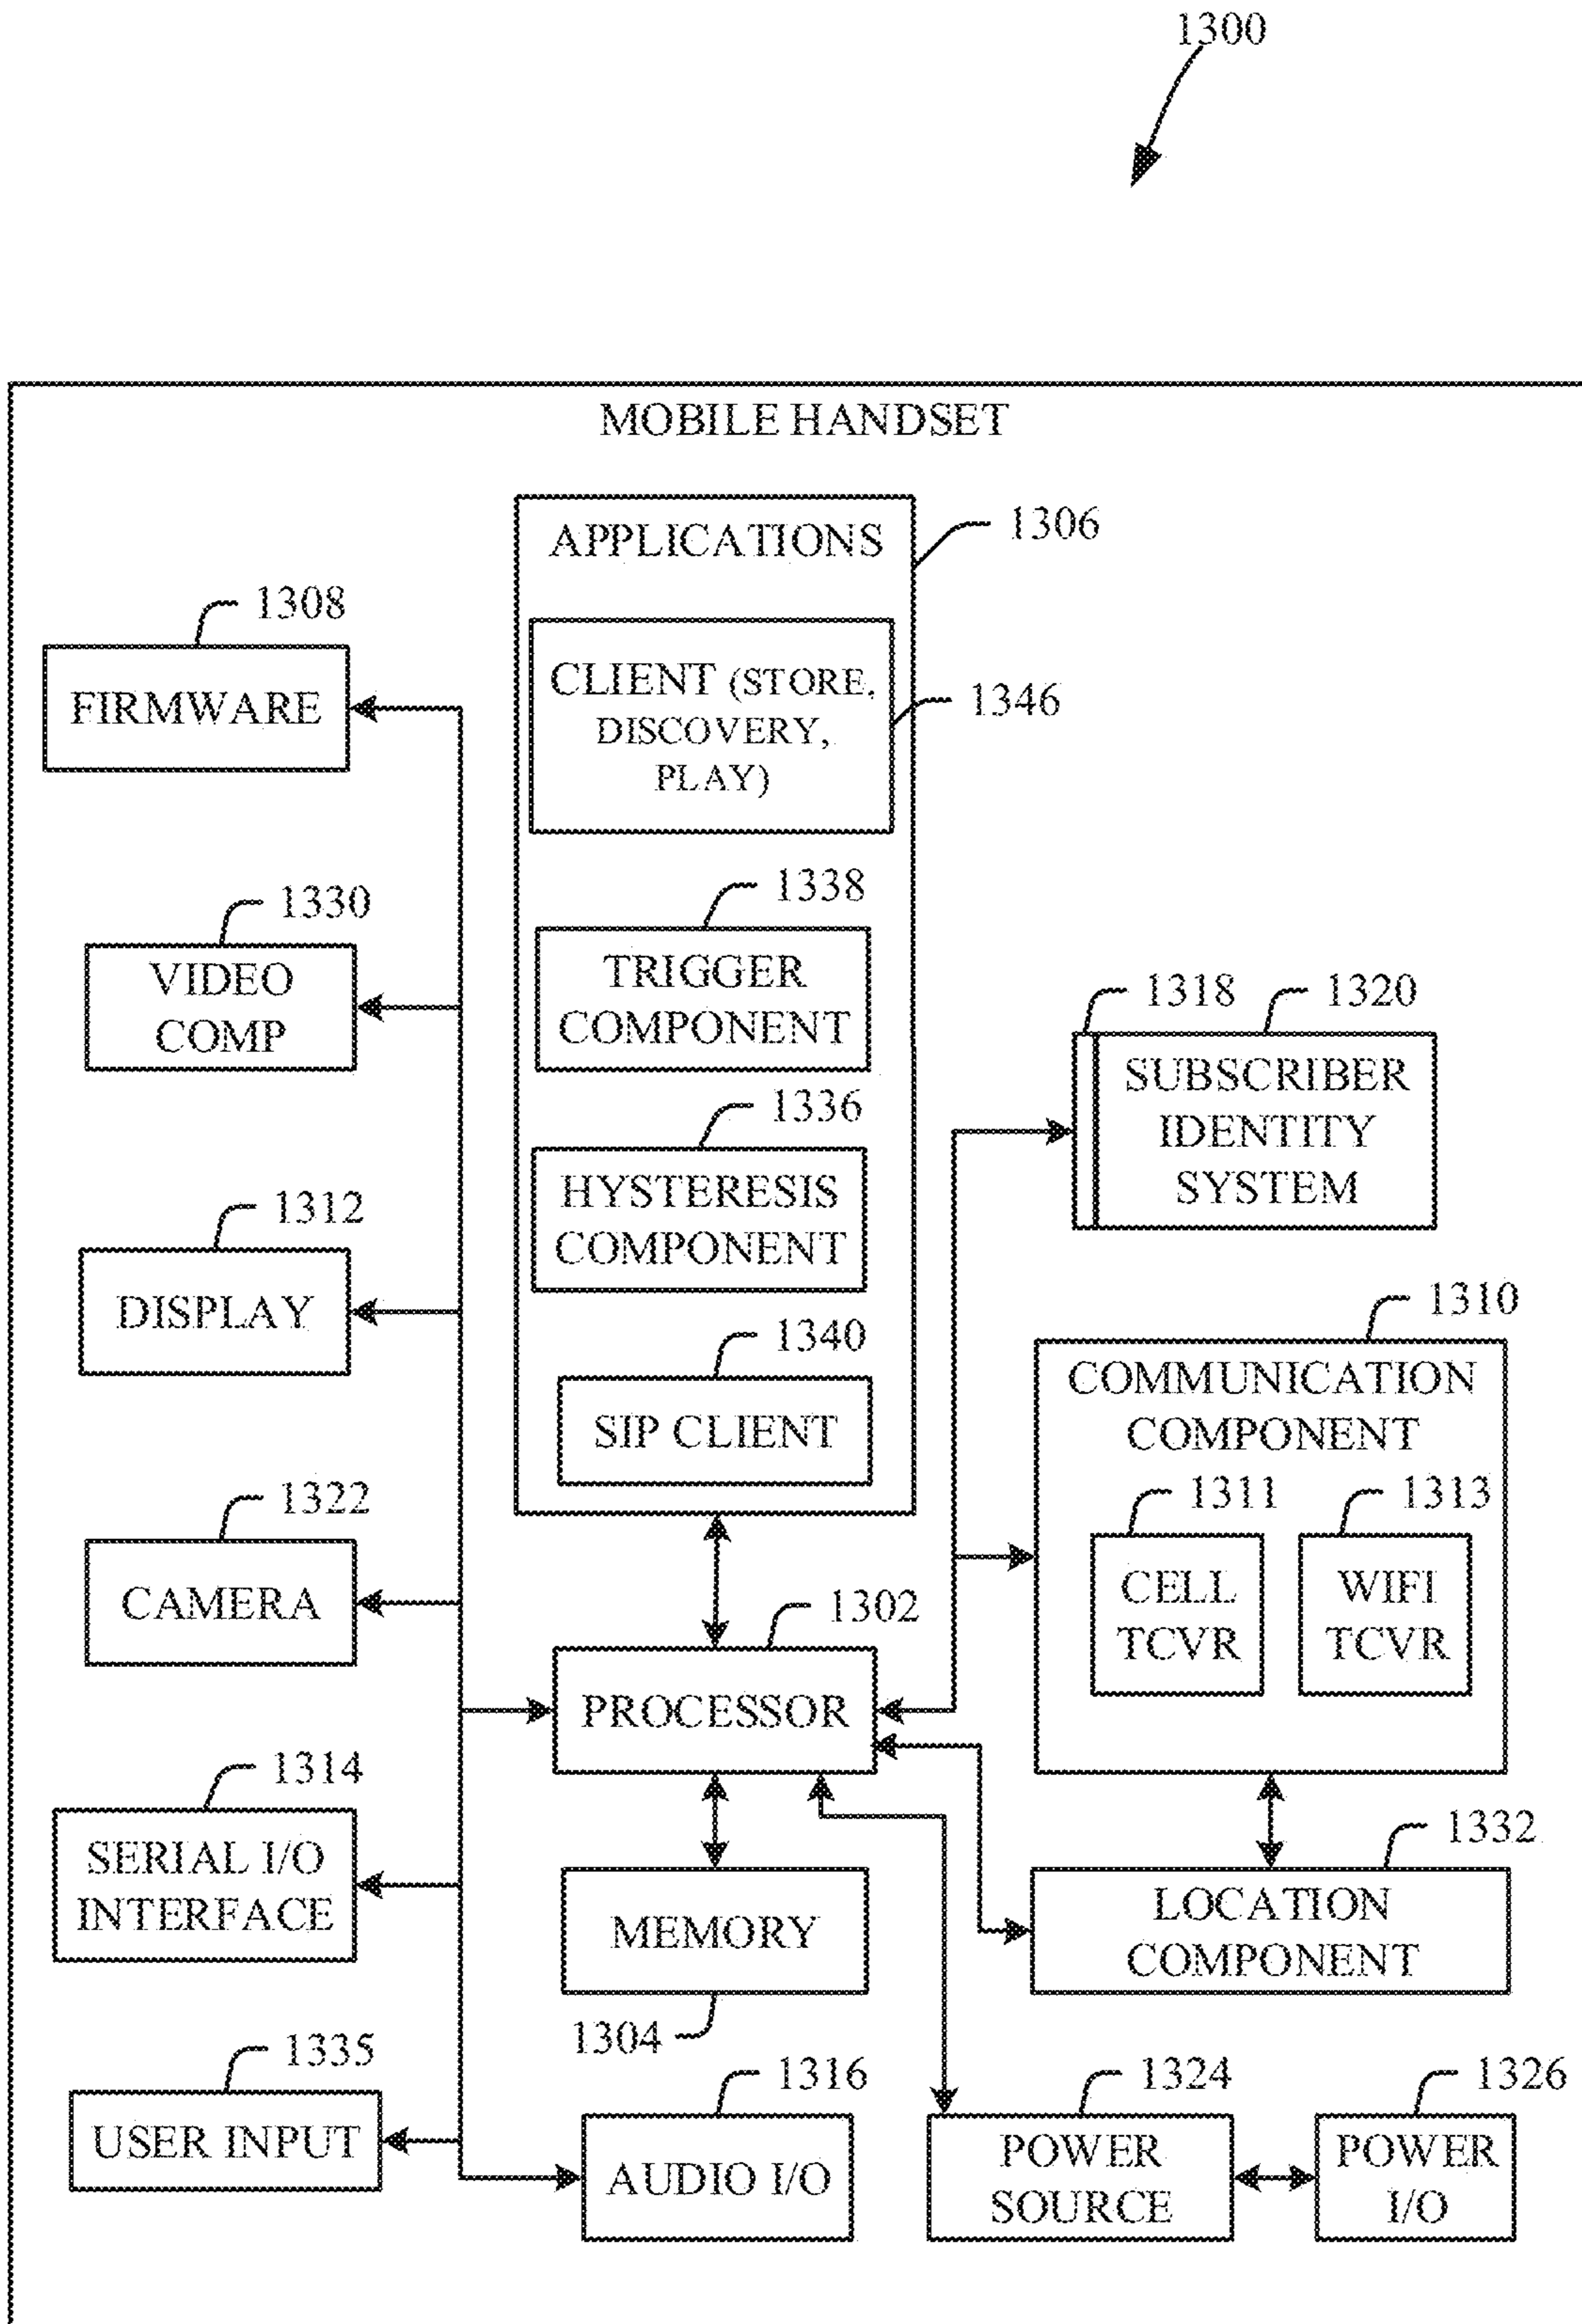 1300
MOBILE HANDSET
APPLICATIONS
1306
CLIENT (STORE,
DISCOVERY,
PLAY)
1346
1308
FIRMWARE
1338
TRIGGER
COMPONENT
1330
VIDEO
COMP
1318
1320
SUBSCRIBER
IDENTITY
SYSTEM
1336
HYSTERESIS
COMPONENT
1312
DISPLAY
1310
COMMUNICATION
COMPONENT
1340
SIP CLIENT
1311
CELL
TCVR
1313
WIFI
TCVR
1322
CAMERA
1302
PROCESSOR
1314
SERIAL I/O
INTERFACE
1332
LOCATION
COMPONENT
MEMORY
1304
1335
USER INPUT
1316
AUDIO I/O
1324
POWER
SOURCE
1326
POWER
I/O